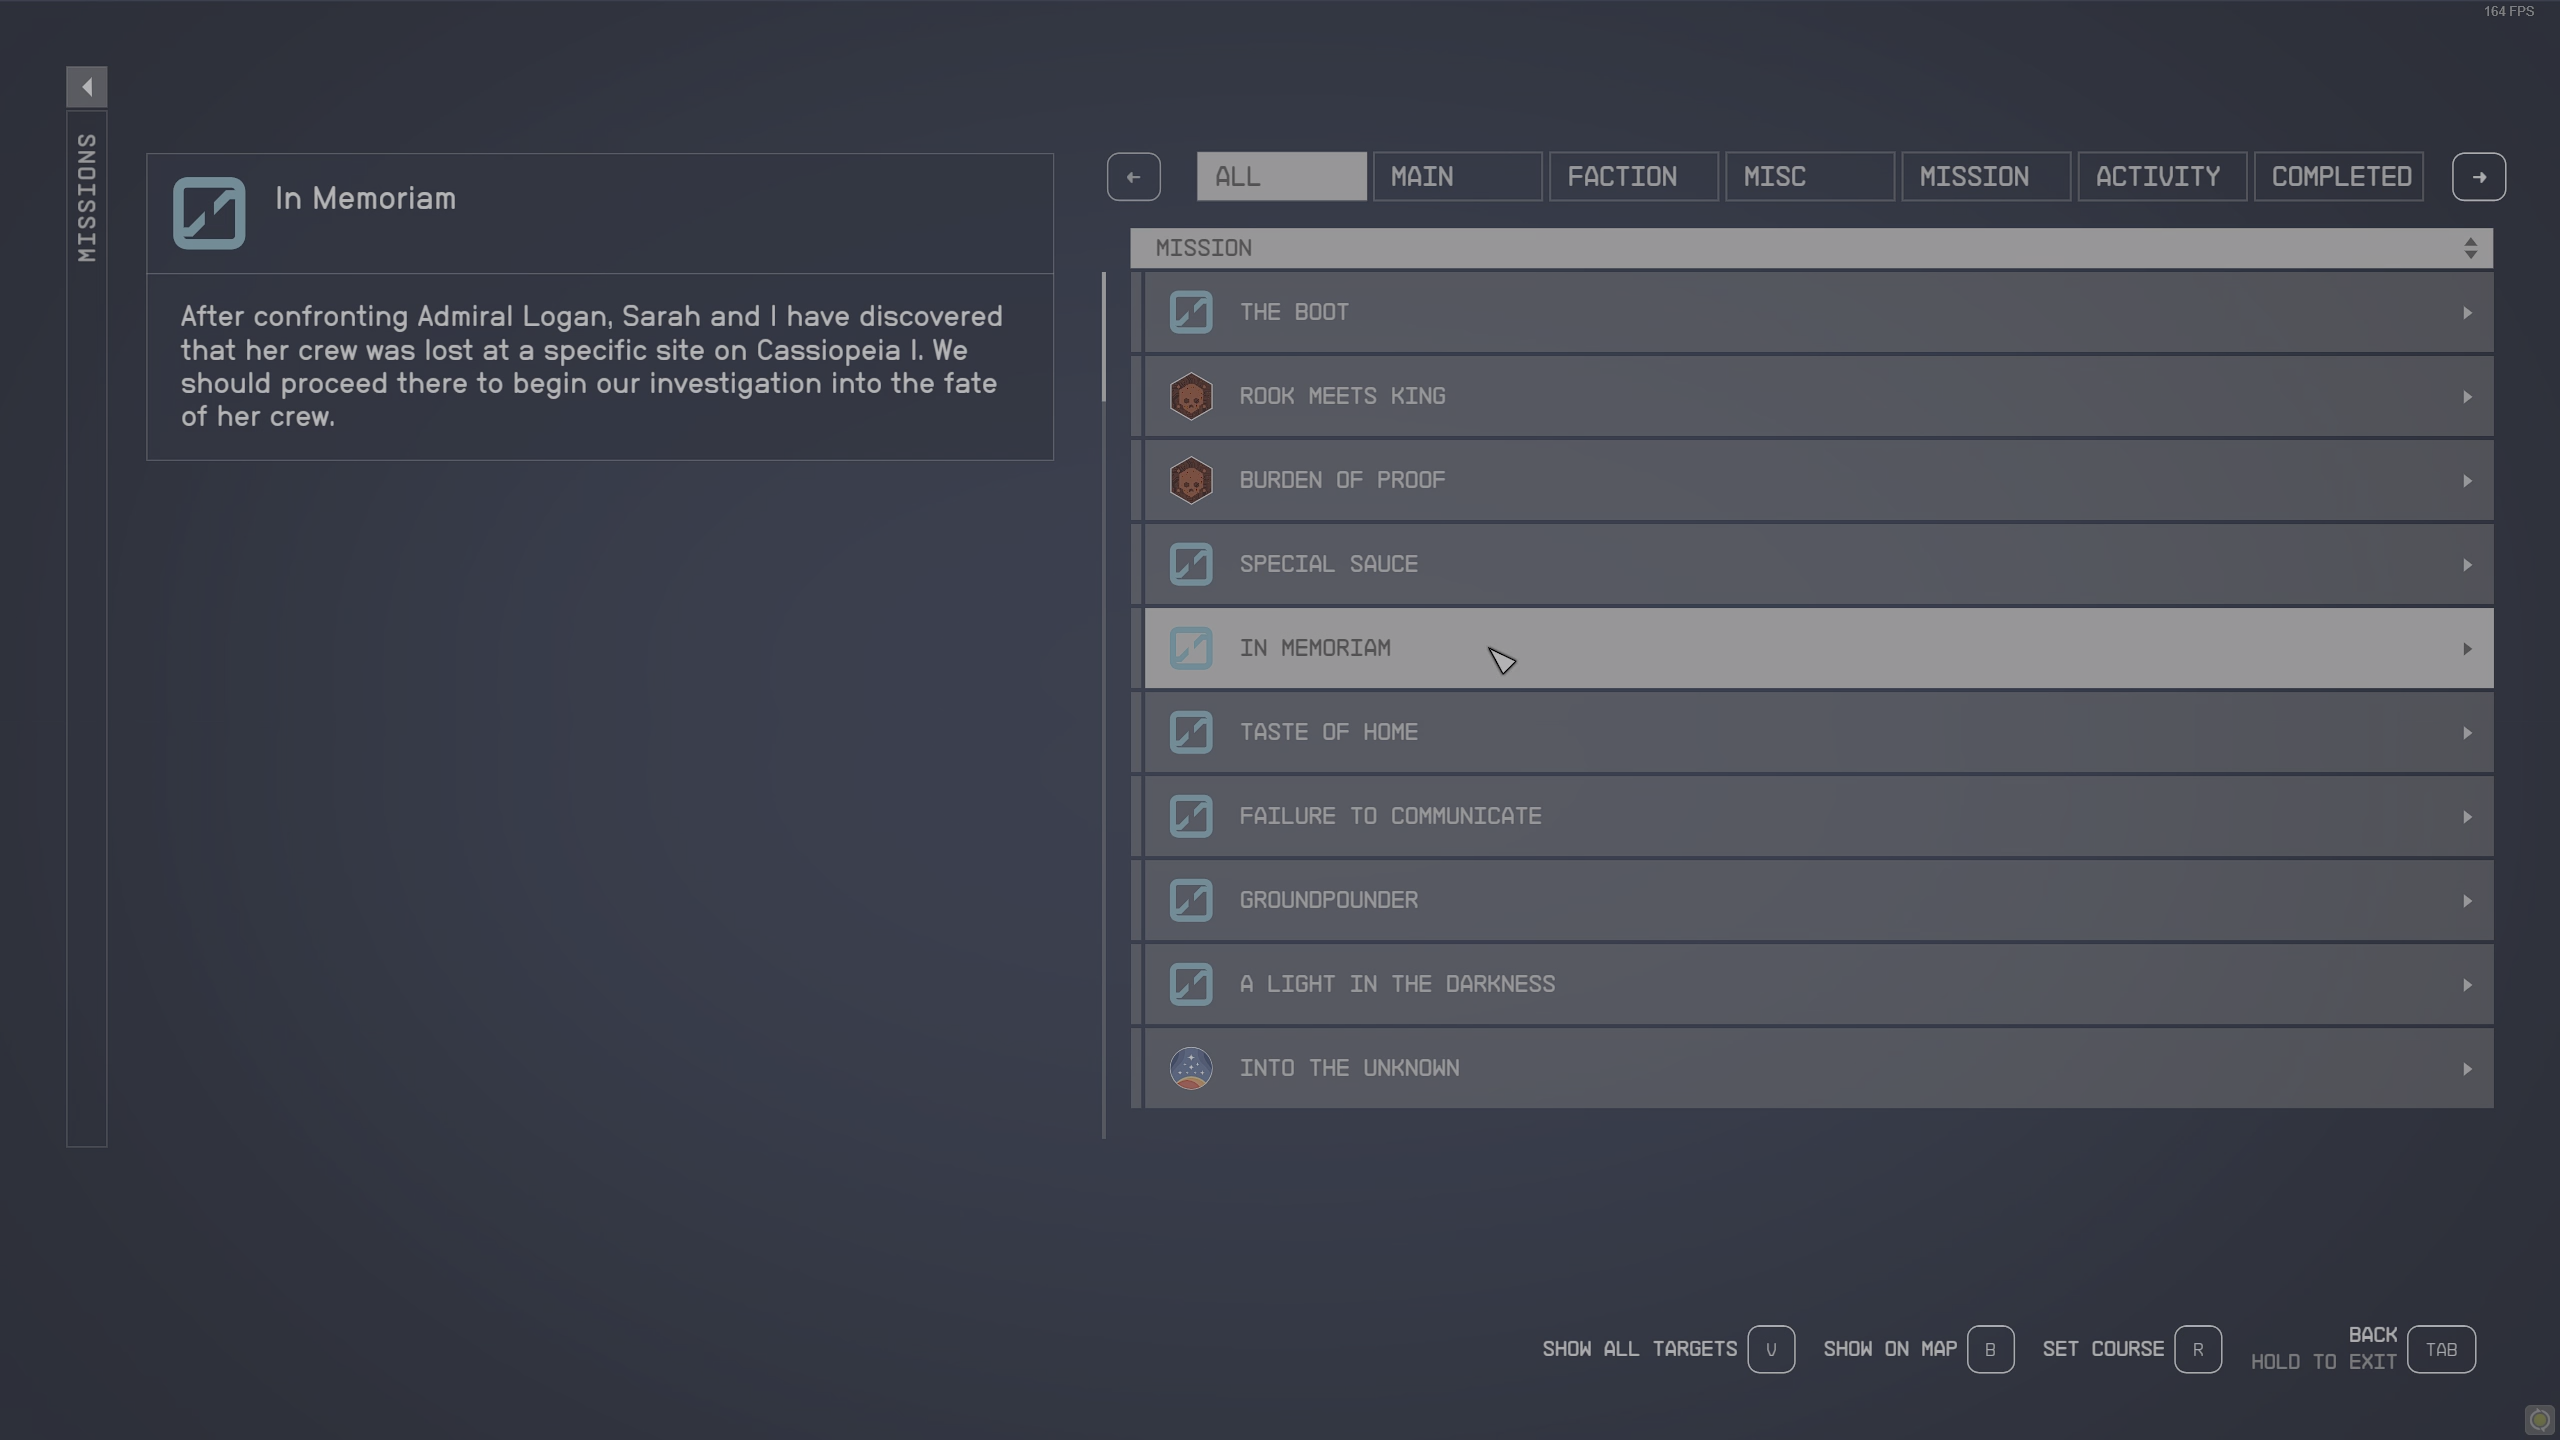 164 FPS
MISSIONS
In Memoriam
After confronting Admiral Logan, Sarah and I have discovered
that her crew was lost at a specific site on Cassiopeia I. We
should proceed there to begin our investigation into the fate
of her crew.
ALL MAIN FACTION MISC MISSION ACTIVITY COMPLETED
MISSION
THE BOOT
ROOK MEETS KING
BURDEN OF PROOF
SPECIAL SAUCE
IN MEMORIAM
TASTE OF HOME
FAILURE TO COMMUNICATE
GROUNDPOUNDER
A LIGHT IN THE DARKNESS
INTO THE UNKNOWN
SHOW ALL TARGETS V SHOW ON MAP B SET COURSE R BACK TAB
HOLD TO EXIT